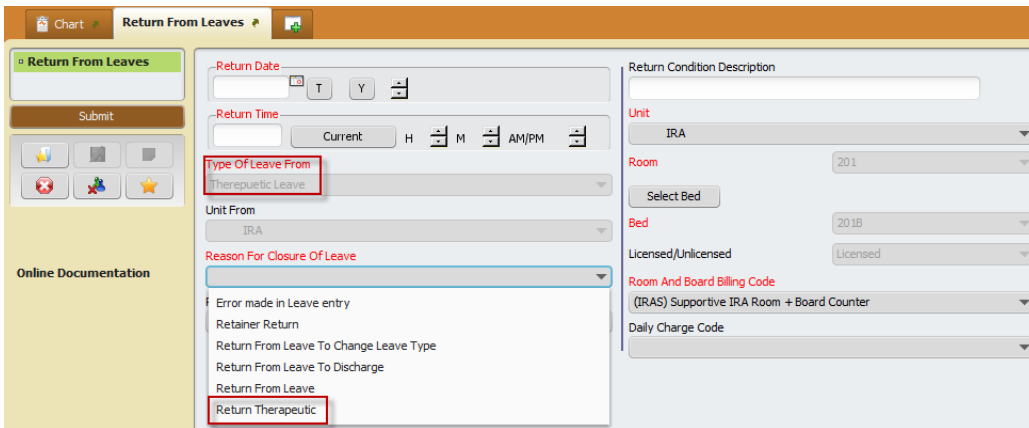 Chart
Return From Leaves
Return From Leaves
Submit
Online Documentation
Return Date
T Y
Return Time
Current H M AM/PM
Type Of Leave From
Therepuetic Leave
Unit From
IRA
Reason For Closure Of Leave
Error made in Leave entry
Retainer Return
Return From Leave To Change Leave Type
Return From Leave To Discharge
Return From Leave
Return Therapeutic
Return Condition Description
Unit
IRA
Room 201
Select Bed
Bed 201B
Licensed/Unlicensed Licensed
Room And Board Billing Code
(IRAS) Supportive IRA Room + Board Counter
Daily Charge Code